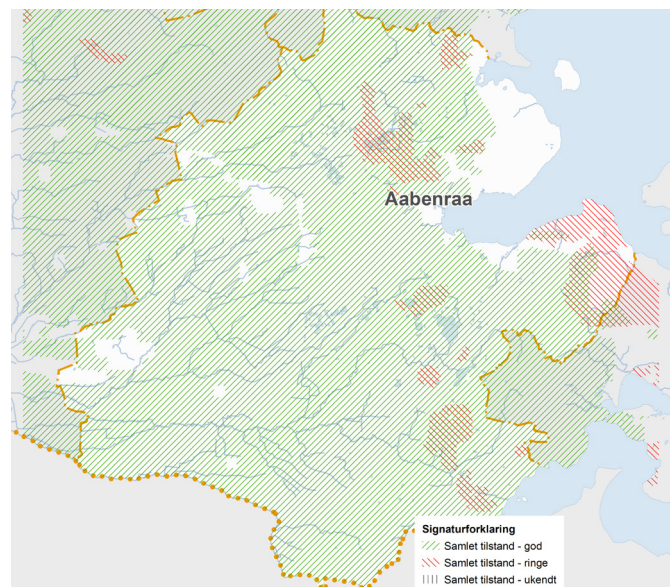 Aabenraa
Signaturforklaring
Samlet tilstand - god
Samlet tilstand - ringe
Samlet tilstand - ukendt